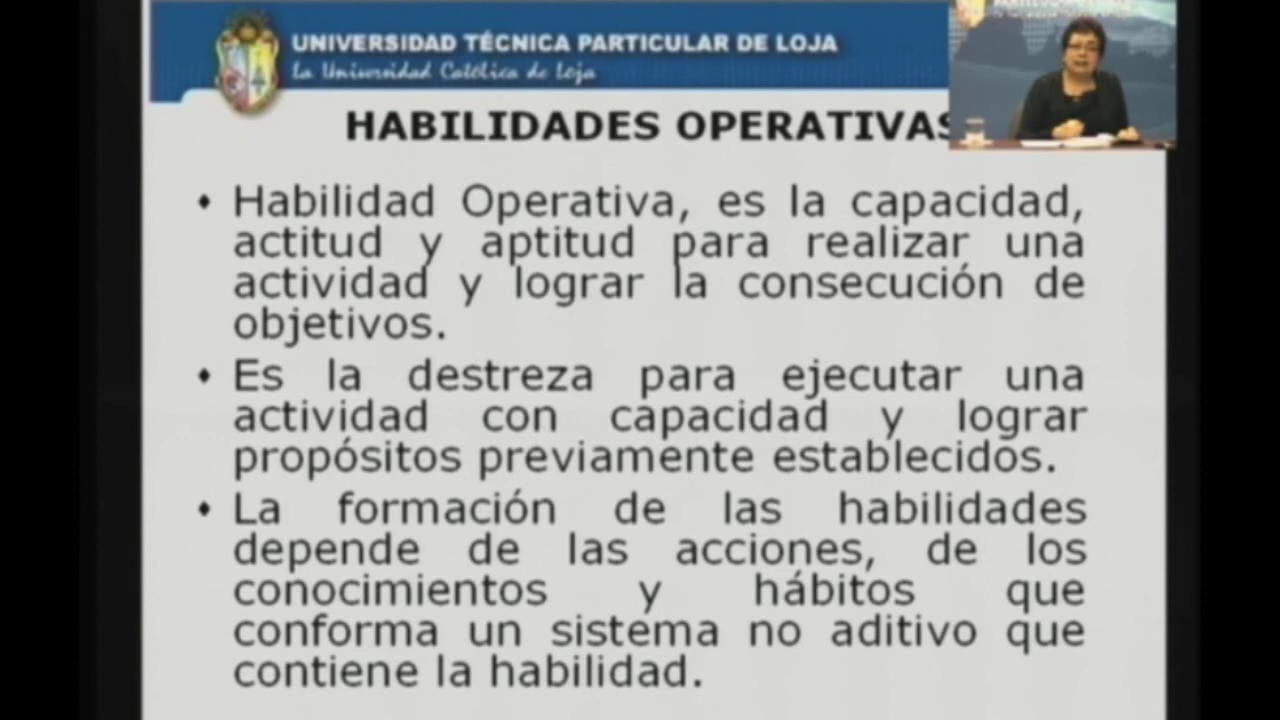 UNIVERSIDAD TÉCNICA PARTICULAR DE LOJA
La Universidad Católica de Loja
HABILIDADES OPERATIVAS
• Habilidad Operativa, es la capacidad,
actitud y aptitud para realizar una
actividad y lograr la consecución de
objetivos.
• Es la destreza para ejecutar una
actividad con capacidad y lograr
propósitos previamente establecidos.
• La formación de las habilidades
depende de las acciones, de los
conocimientos y hábitos que
conforma un sistema no aditivo que
contiene la habilidad.